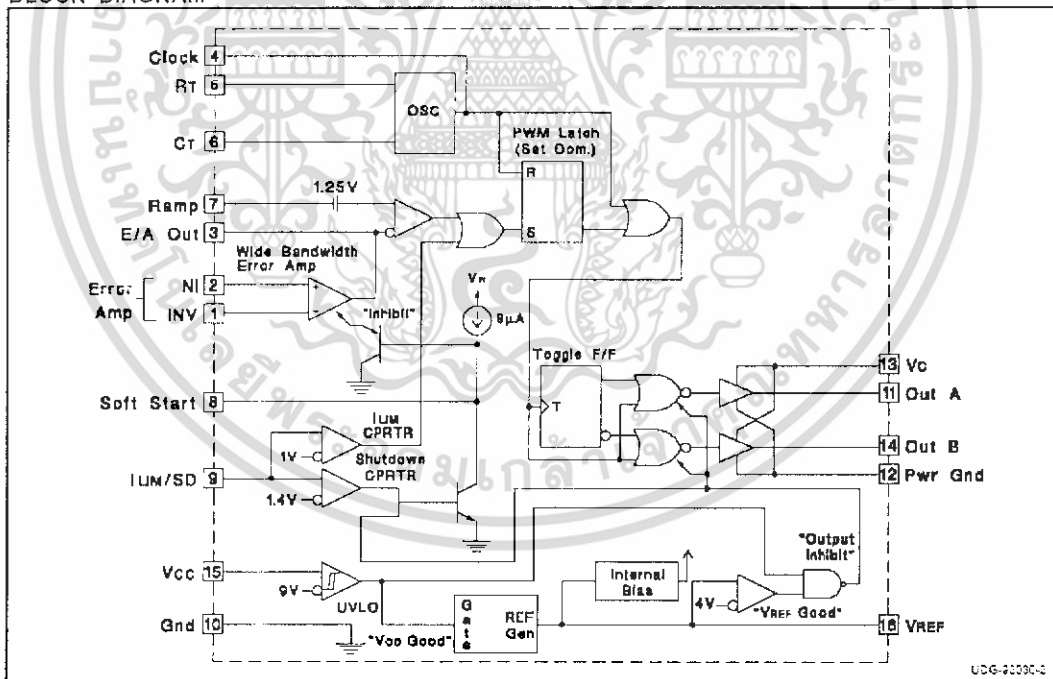 BLOCK DIAGRAM
Clock 4
RT 5
OSC
CT 6
PWM Latch
(Set Dom.)
R
S
1.25V
Ramp 7
E/A Out 3
Wide Bandwidth
Error Amp
Error
Amp
NI 2
INV 1
+
-
"Inhibit"
VR
9µA
Toggle F/F
T
13 VC
11 Out A
14 Out B
12 Pwr Gnd
Soft Start 8
ILIM
CPRTR
1V
Shutdown
CPRTR
ILIM/SD 9
1.4V
"Output
Inhibit"
VCC 15
9V
UVLO
Internal
Bias
4V
"VREF Good"
Gnd 10
"VCC Good"
Gate
REF
Gen
16 VREF
UDG-92030-2